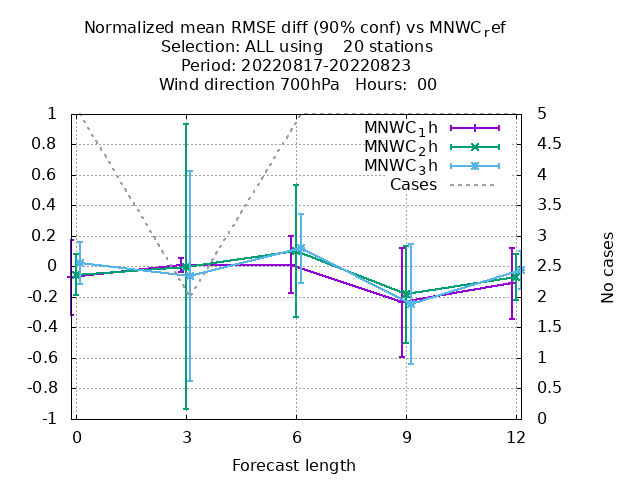 Normalized mean RMSE diff (90% conf) vs MNWC_ref
Selection: ALL using 20 stations
Period: 20220817-20220823
Wind direction 700hPa Hours: 00
MNWC_1h
MNWC_2h
MNWC_3h
Cases
1
0.8
0.6
0.4
0.2
0
-0.2
-0.4
-0.6
-0.8
-1
5
4.5
4
3.5
3
2.5
2
1.5
1
0.5
0
No cases
0 3 6 9 12
Forecast length